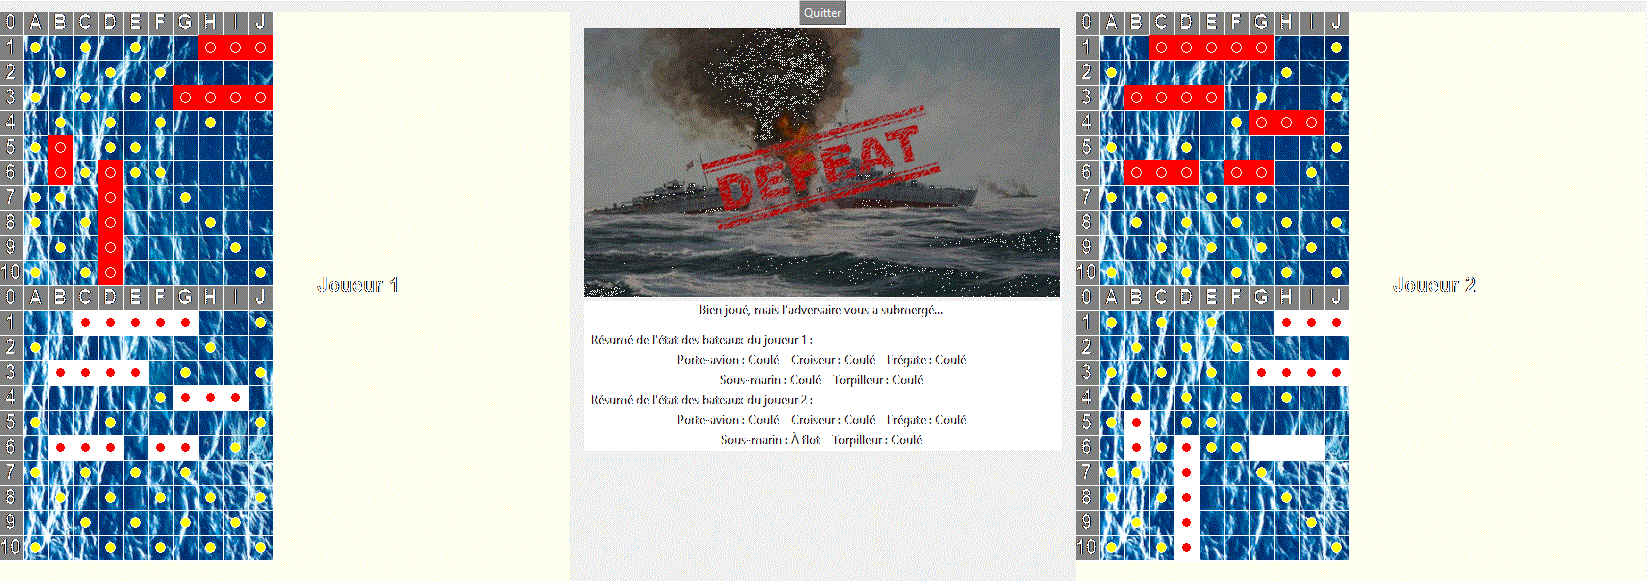 Quitter
0 A B C D E F G H I J
1
2
3
4
5
6
7
8
9
10
0 A B C D E F G H I J
1
2
3
4
5
6
7
8
9
10
Joueur 1
DEFEAT
Bien joué, mais l'adversaire vous a submergé...
Résumé de l'état des bateaux du joueur 1 :
Porte-avion : Coulé Croiseur : Coulé Frégate : Coulé
Sous-marin : Coulé Torpilleur : Coulé
Résumé de l'état des bateaux du joueur 2 :
Porte-avion : Coulé Croiseur : Coulé Frégate : Coulé
Sous-marin : À flot Torpilleur : Coulé
0 A B C D E F G H I J
1
2
3
4
5
6
7
8
9
10
0 A B C D E F G H I J
1
2
3
4
5
6
7
8
9
10
Joueur 2